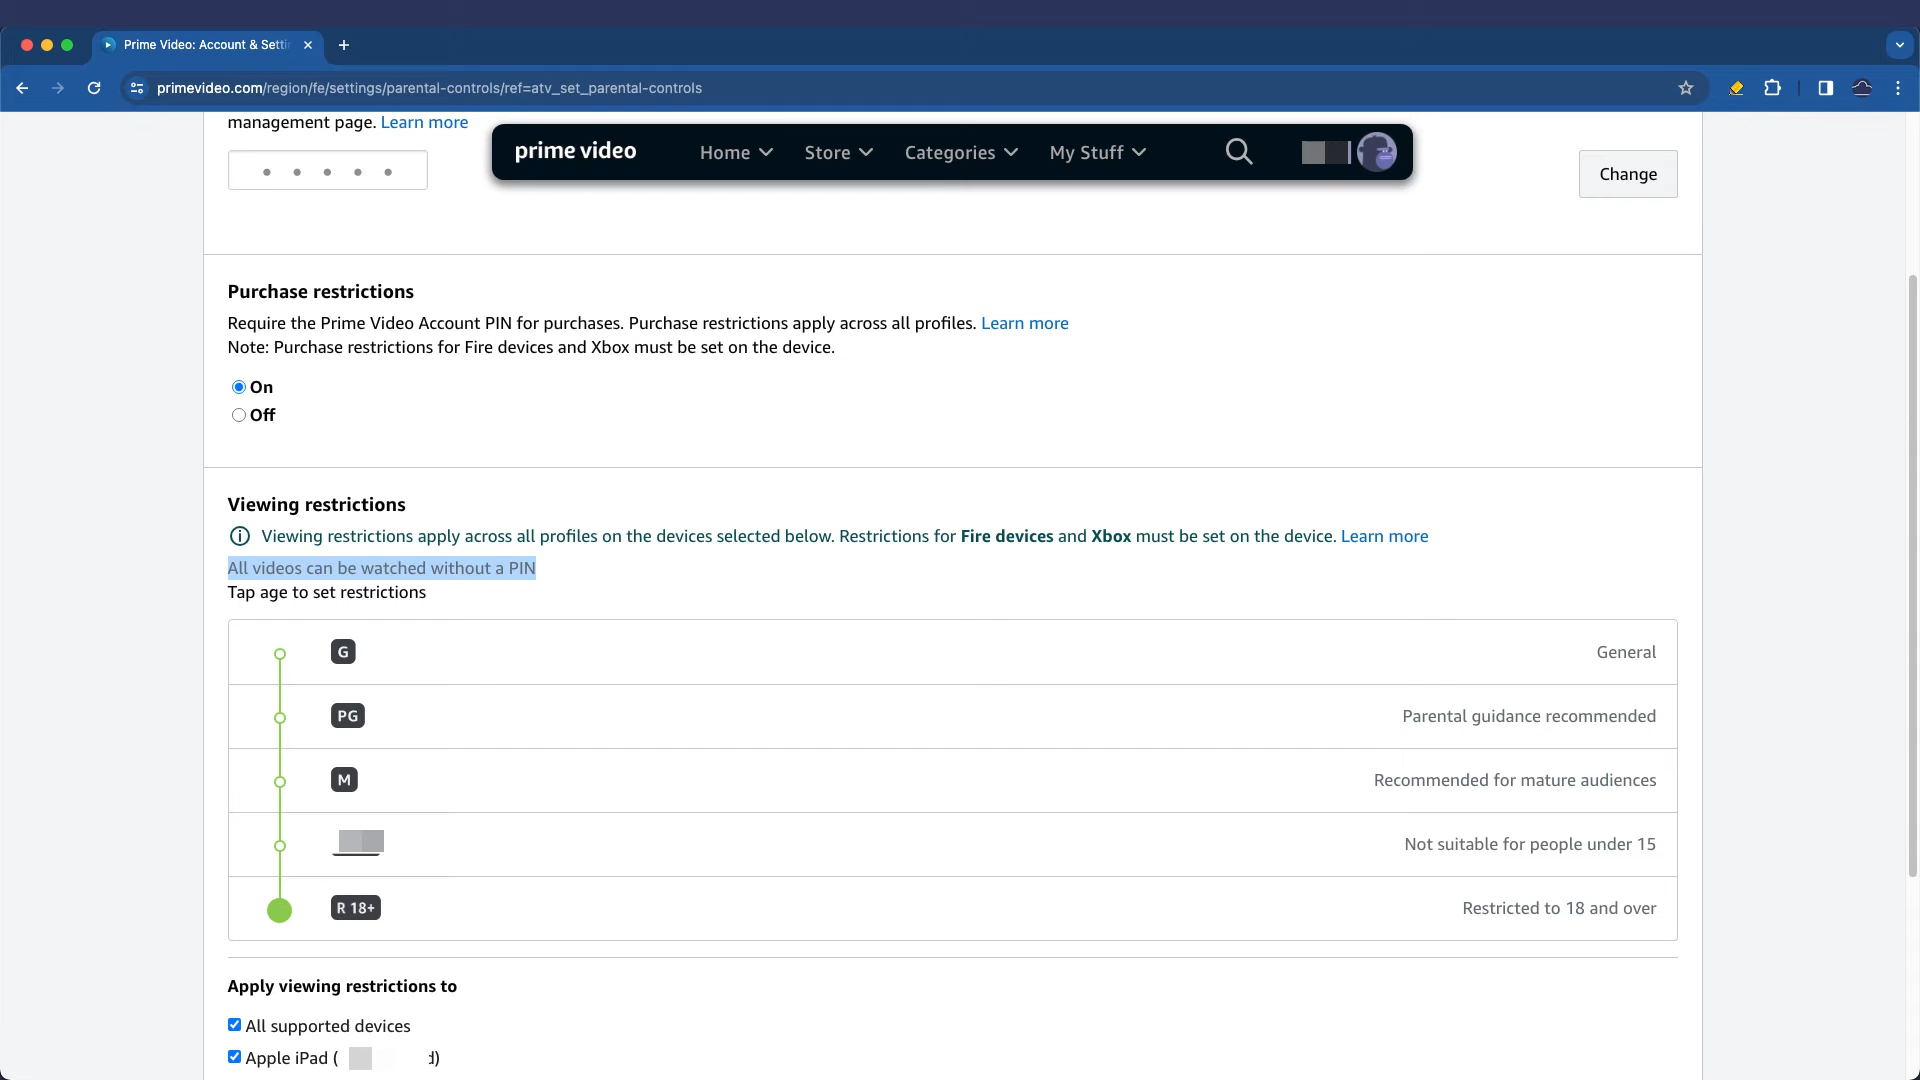 Prime Video: Account & Setti
primevideo.com/region/fe/settings/parental-controls/ref=atv_set_parental-controls
management page. Learn more
prime video
Home
Store
Categories
My Stuff
Change
Purchase restrictions
Require the Prime Video Account PIN for purchases. Purchase restrictions apply across all profiles. Learn more
Note: Purchase restrictions for Fire devices and Xbox must be set on the device.
On
Off
Viewing restrictions
Viewing restrictions apply across all profiles on the devices selected below. Restrictions for Fire devices and Xbox must be set on the device. Learn more
All videos can be watched without a PIN
Tap age to set restrictions
G General
PG Parental guidance recommended
M Recommended for mature audiences
Not suitable for people under 15
R 18+ Restricted to 18 and over
Apply viewing restrictions to
All supported devices
Apple iPad ( d)